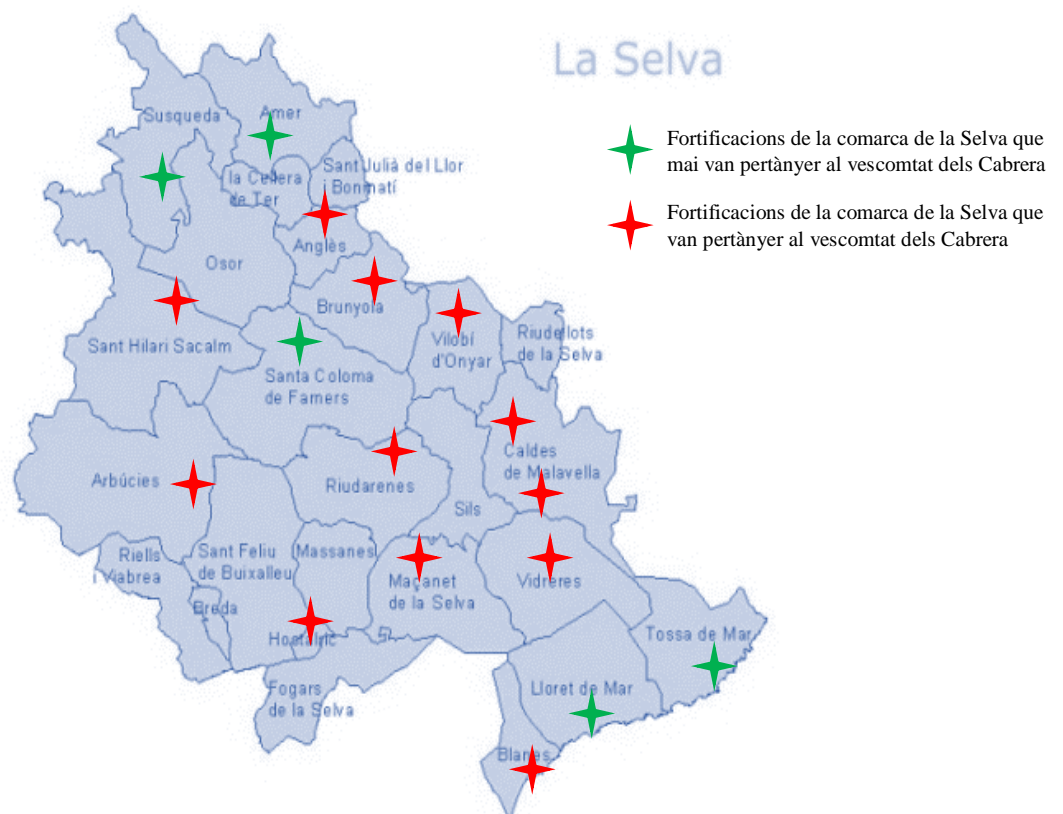 La Selva
Fortificacions de la comarca de la Selva que
mai van pertànyer al vescomtat dels Cabrera
Fortificacions de la comarca de la Selva que
van pertànyer al vescomtat dels Cabrera
Susqueda
Amer
Sant Julià del Llor
i Bonmatí
la Cellera
de Ter
Anglès
Osor
Brunyola
Sant Hilari Sacalm
Vilobí
d'Onyar
Riudellots
de la Selva
Santa Coloma
de Farners
Caldes
de Malavella
Arbúcies
Riudarenes
Sils
Riells
i Viabrea
Sant Feliu
de Buixalleu
Massanes
Maçanet
de la Selva
Vidreres
Breda
Hostalric
Tossa de Mar
Fogars
de la Selva
Lloret de Mar
Blanes